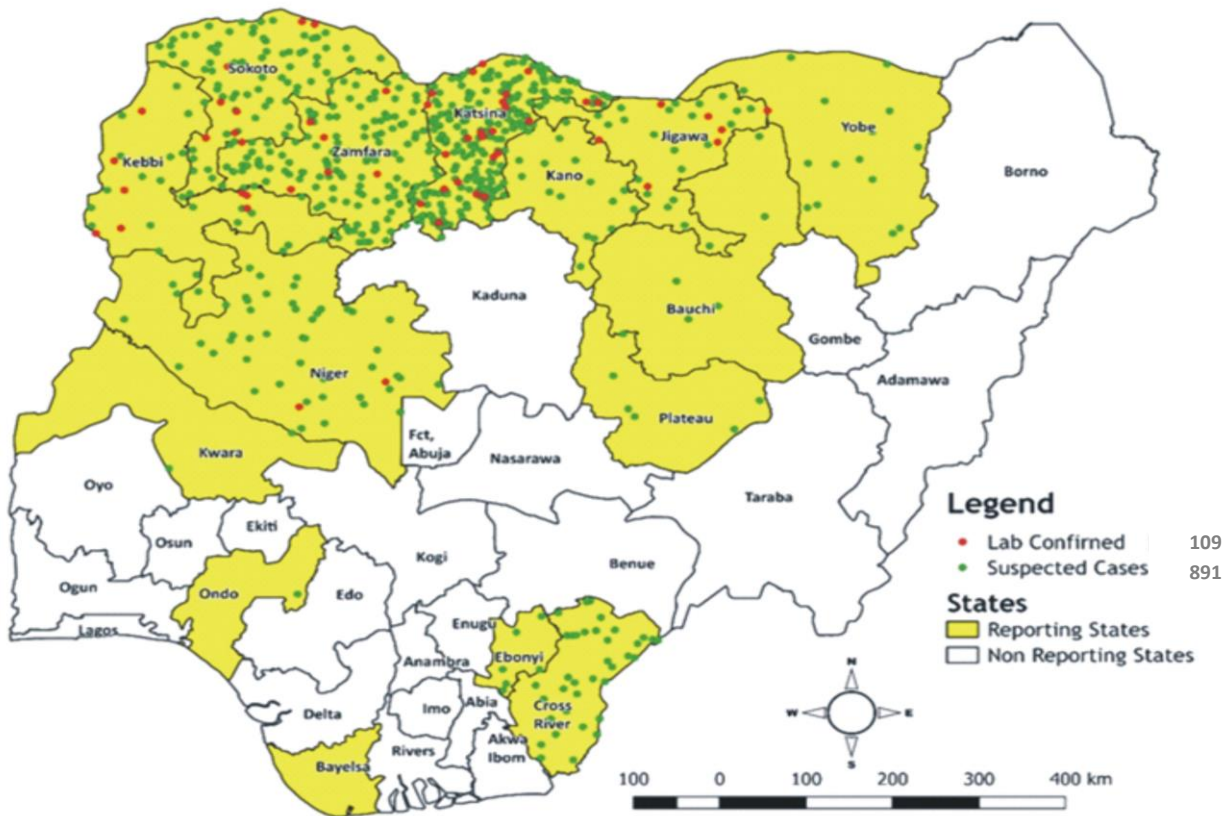 Sokoto
Katsina
Yobe
Jigawa
Kebbi
Zamfara
Kano
Borno
Kaduna
Bauchi
Gombe
Niger
Adamawa
Plateau
Fct,
Abuja
Kwara
Nasarawa
Oyo
Taraba
Ekiti
Osun
Kogi
Benue
Ogun
Ondo
Edo
Lagos
Enugu
Ebonyi
Anambra
Delta
Imo
Abia
Cross
River
Rivers
Akwa
Ibom
Bayelsa
Legend
Lab Confirmed 109
Suspected Cases 891
States
Reporting States
Non Reporting States
N
W E
S
100 0 100 200 300 400 km